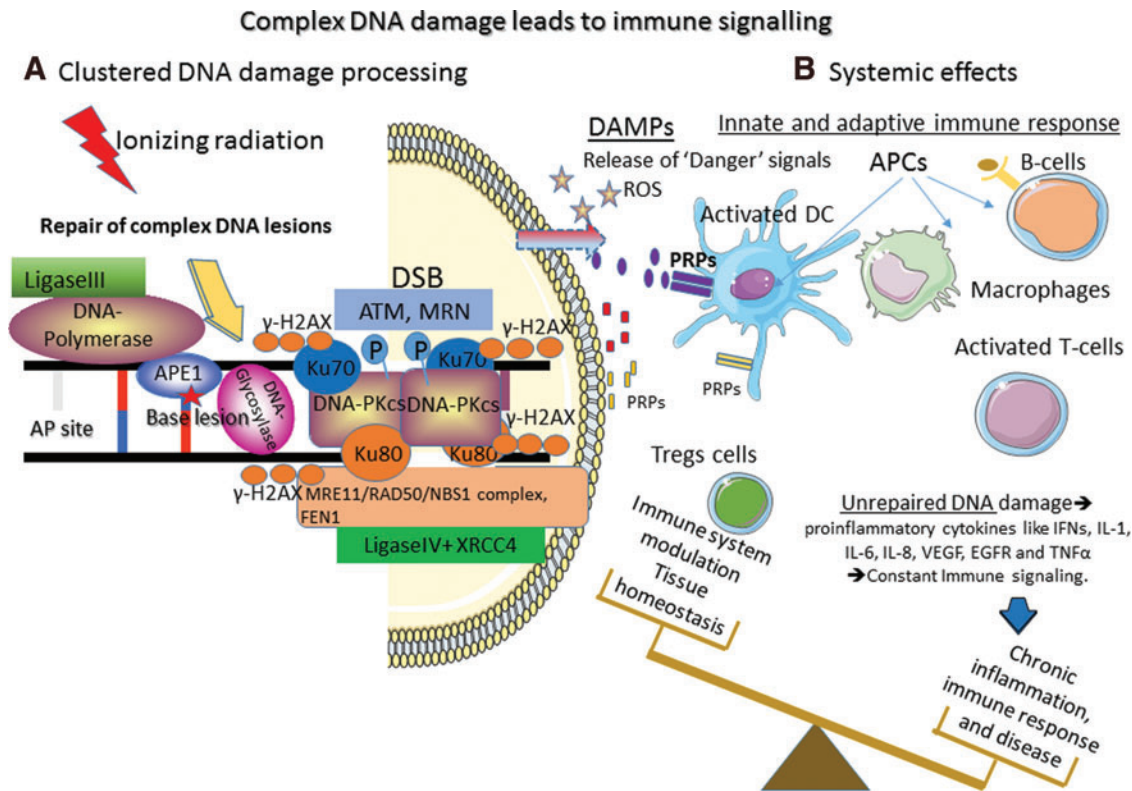 Complex DNA damage leads to immune signalling
A Clustered DNA damage processing
Ionizing radiation
Repair of complex DNA lesions
LigaseIII
DNA-
Polymerase
APE1
Base lesion
AP site
DNA-
Glycosylase
DSB
ATM, MRN
γ-H2AX
γ-H2AX
P
P
Ku70
Ku70
DNA-PKcs
DNA-PKcs
γ-H2AX
Ku80
Ku80
γ-H2AX
MRE11/RAD50/NBS1 complex,
FEN1
LigaseIV+ XRCC4
B Systemic effects
DAMPs
Release of 'Danger' signals
ROS
Innate and adaptive immune response
APCs
B-cells
Activated DC
PRPs
Macrophages
PRPs
PRPs
Activated T-cells
Tregs cells
Immune system
modulation
Tissue
homeostasis
Unrepaired DNA damage➔
proinflammatory cytokines like IFNs, IL-1,
IL-6, IL-8, VEGF, EGFR and TNFα
➔Constant Immune signaling.
Chronic
inflammation,
immune response
and disease